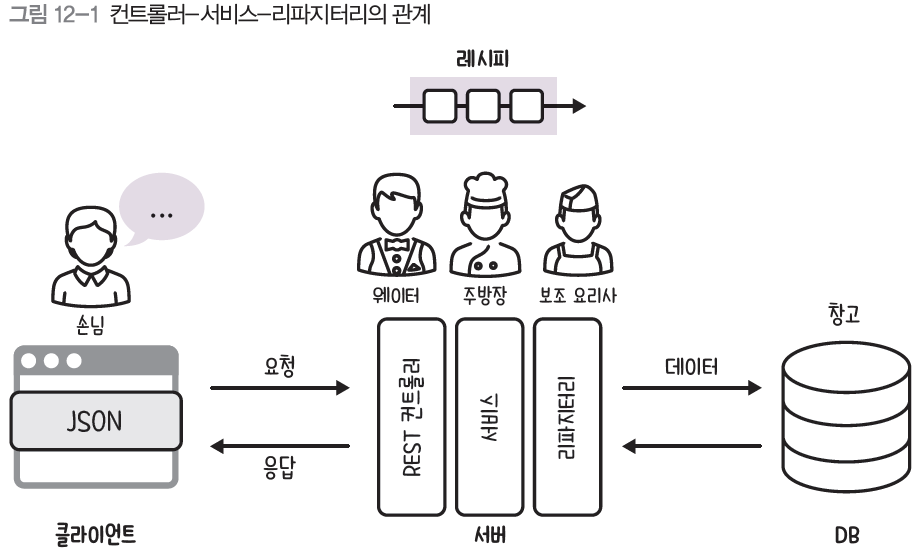 그림 12-1 컨트롤러-서비스-리파지터리의 관계
레시피
...
손님
웨이터
주방장
보조 요리사
창고
JSON
요청
응답
REST 컨트롤러
서비스
리파지터리
데이터
클라이언트
서버
DB